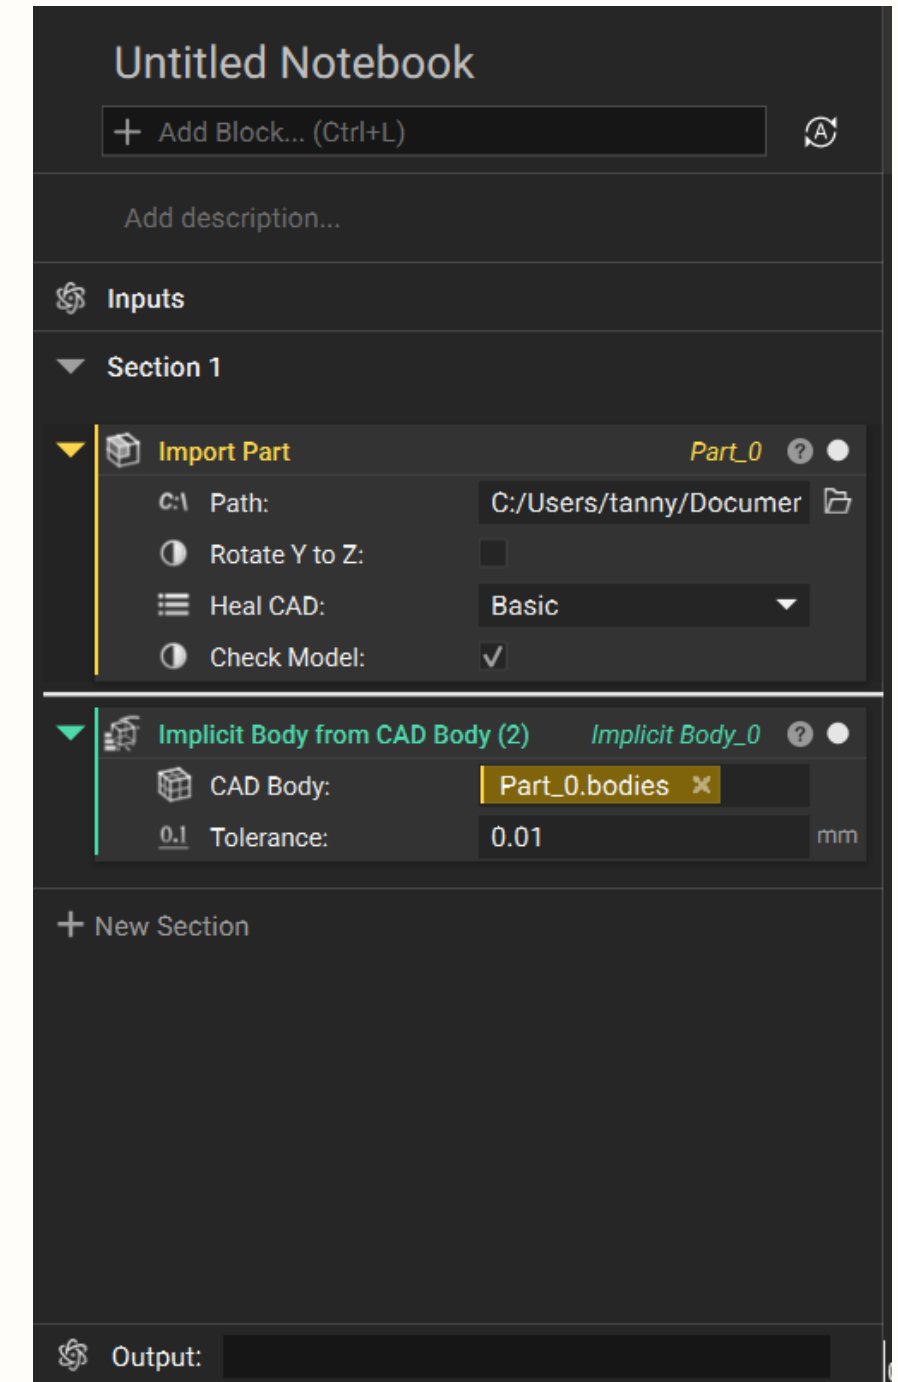 Untitled Notebook
+ Add Block... (Ctrl+L)
A
Add description...
Inputs
Section 1
Import Part Part_0 ?
C:\ Path: C:/Users/tanny/Documer
Rotate Y to Z:
Heal CAD: Basic
Check Model:
Implicit Body from CAD Body (2) Implicit Body_0 ?
CAD Body: Part_0.bodies
0.1 Tolerance: 0.01 mm
+ New Section
Output: